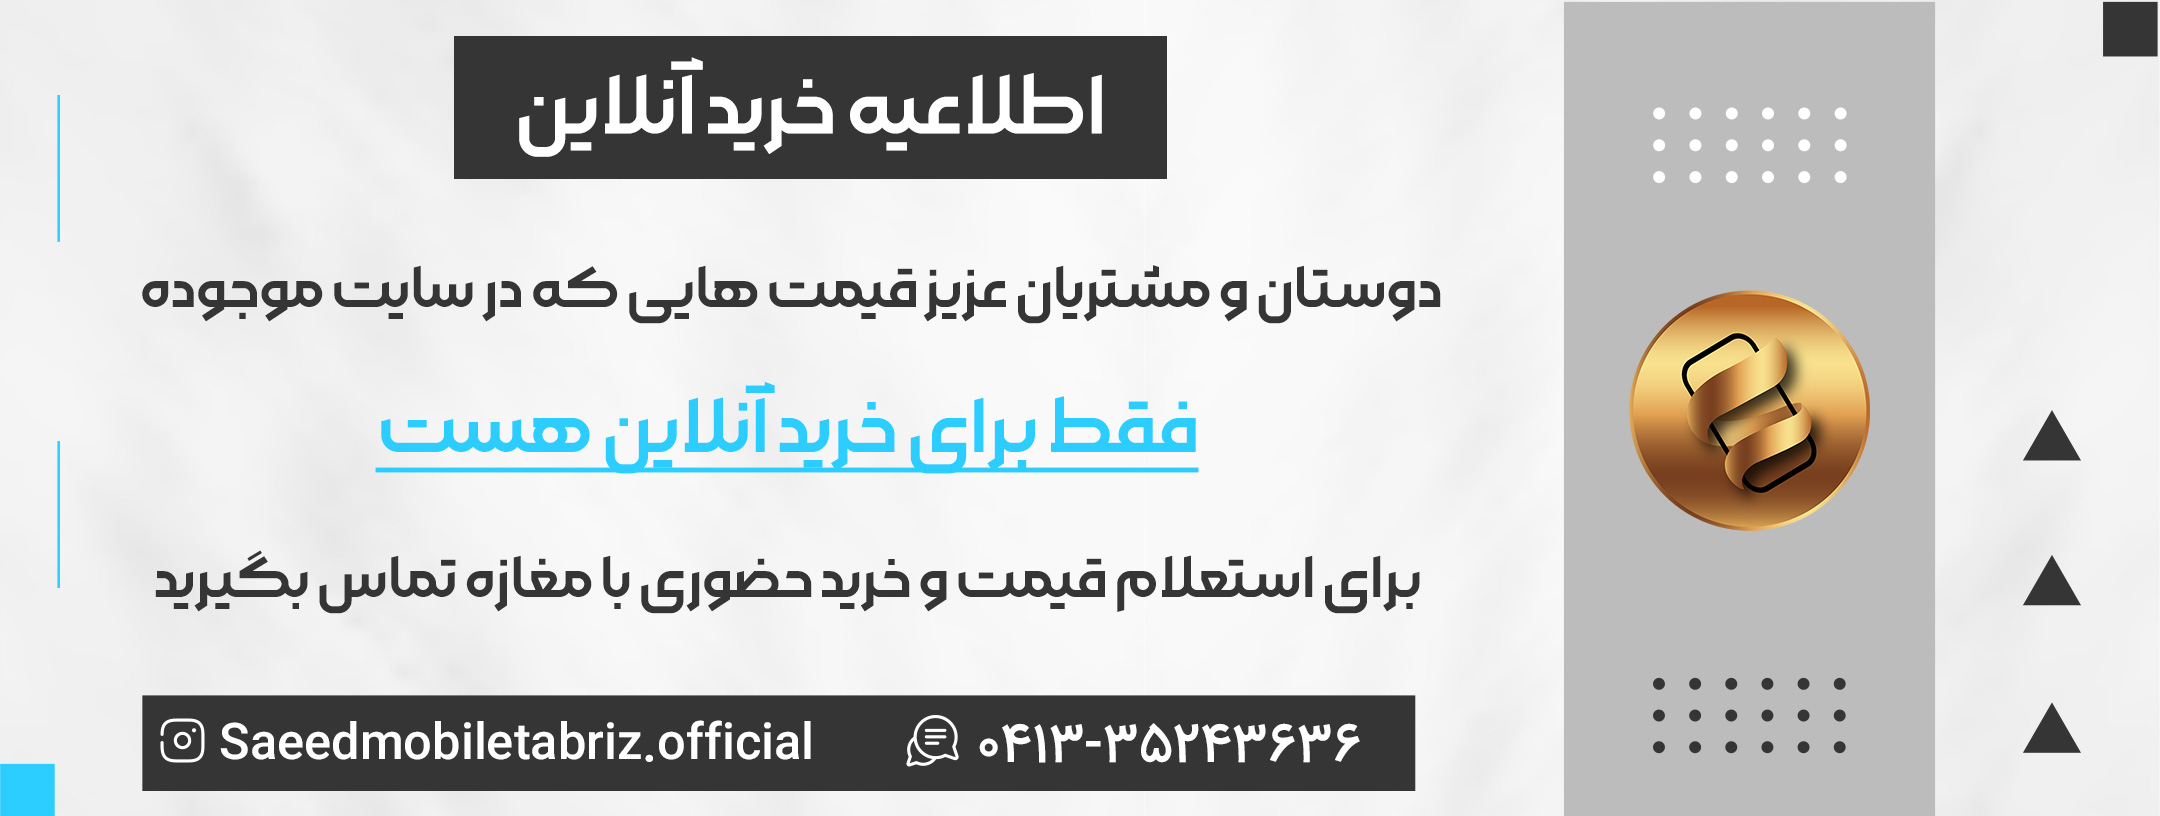 اطلاعیه خرید آنلاین
دوستان و مشتریان عزیز قیمت هایی که در سایت موجوده
فقط برای خرید آنلاین هست
برای استعلام قیمت و خرید حضوری با مغازه تماس بگیرید
Saeedmobiletabriz.official ۰۴۱۳-۳۵۲۴۳۶۳۶